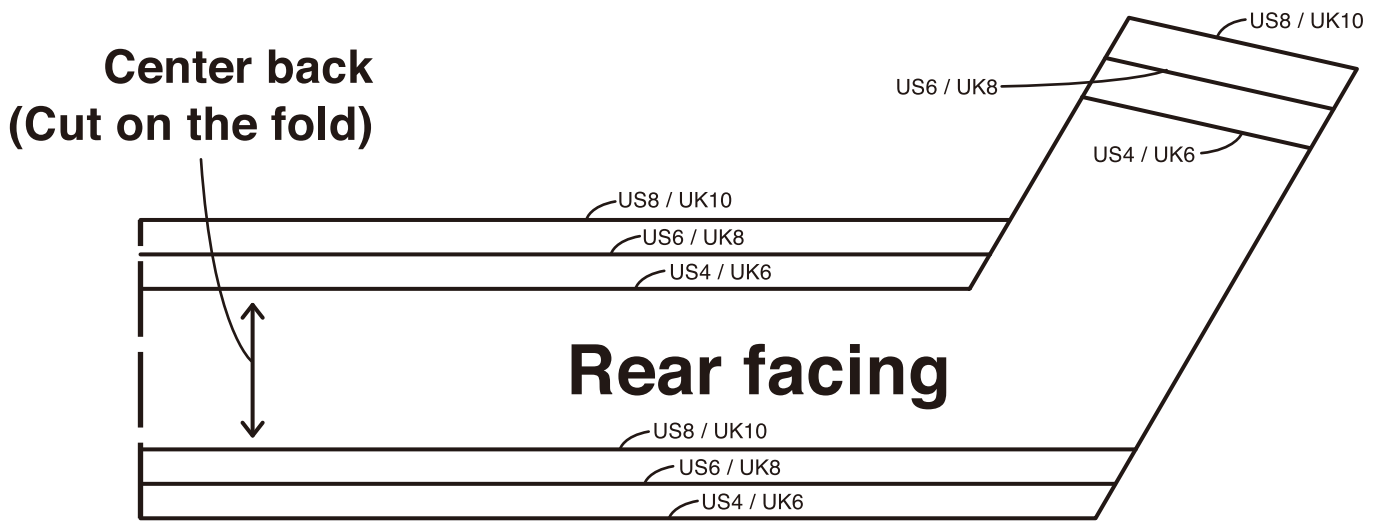 US8 / UK10
Center back
(Cut on the fold)
US6 / UK8
US4 / UK6
US8 / UK10
US6 / UK8
US4 / UK6
Rear facing
US8 / UK10
US6 / UK8
US4 / UK6